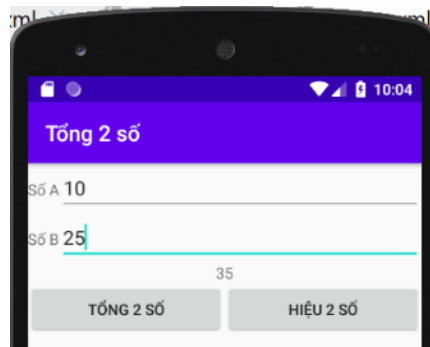 10:04
Tổng 2 số
Số A 10
Số B 25
35
TỔNG 2 SỐ HIỆU 2 SỐ